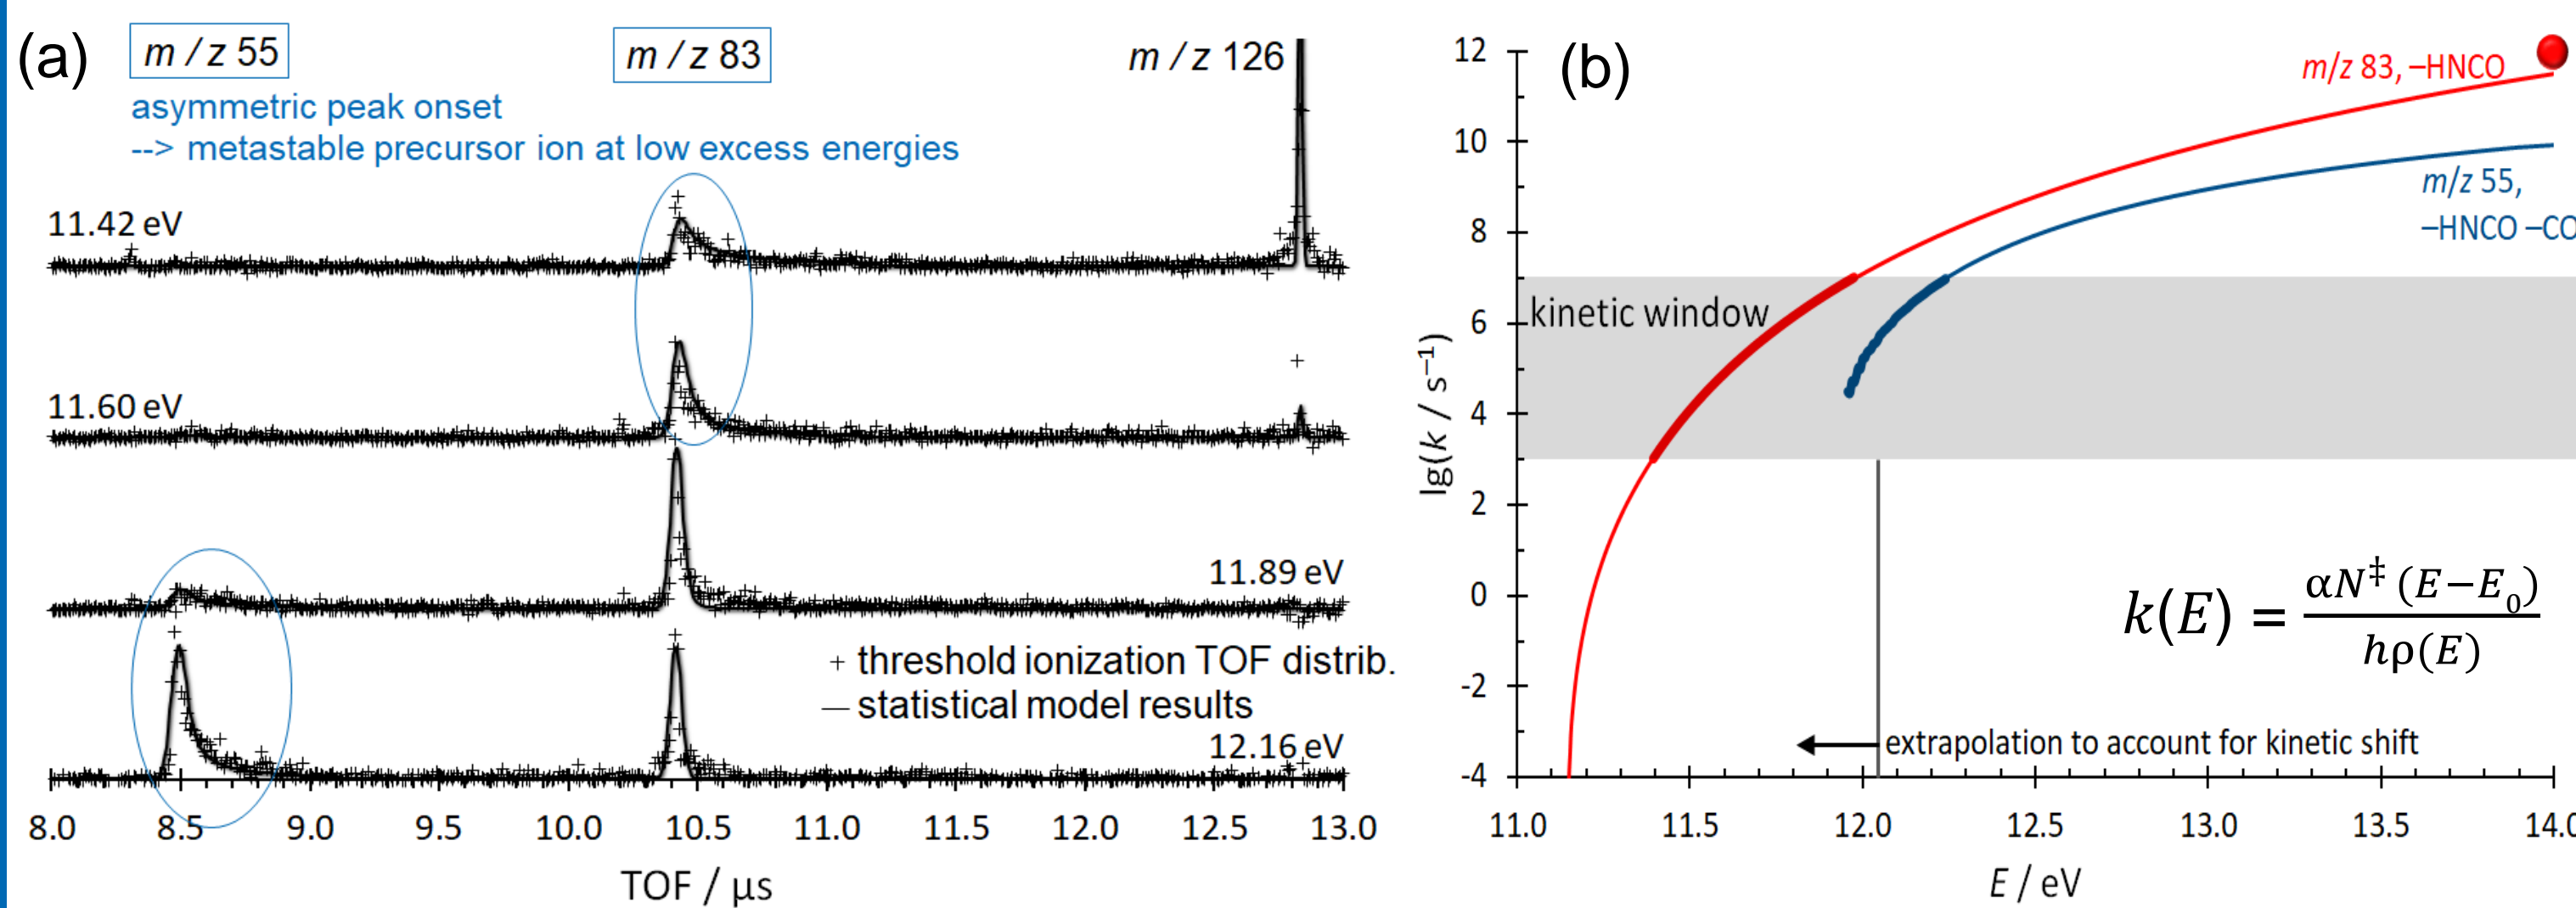 (a)
m / z 55
m / z 83
m / z 126
asymmetric peak onset
--> metastable precursor ion at low excess energies
11.42 eV
11.60 eV
11.89 eV
+ threshold ionization TOF distrib.
— statistical model results
12.16 eV
8.0 8.5 9.0 9.5 10.0 10.5 11.0 11.5 12.0 12.5 13.0
TOF / μs
(b)
12
10
8
6
4
2
0
-2
-4
lg(k / s⁻¹)
m/z 83, –HNCO
m/z 55,
–HNCO –CO
kinetic window
k(E) = αN‡ (E−E₀) / hρ(E)
extrapolation to account for kinetic shift
11.0 11.5 12.0 12.5 13.0 13.5 14.0
E / eV